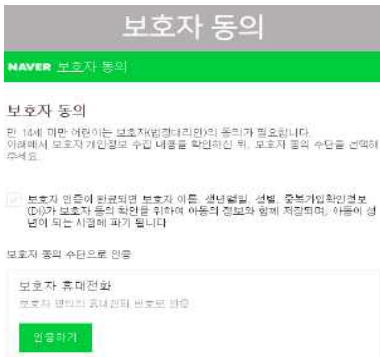 보호자 동의
NAVER 보호자 동의
보호자 동의
만 14세 미만 어린이는 보호자(법정대리인)의 동의가 필요합니다.
아래에서 보호자 개인정보 수집 내용을 확인하신 뒤, 보호자 동의 수단을 선택해
주세요.
보호자 인증이 완료되면 보호자 이름, 생년월일, 성별, 중복가입확인정보
(DI)가 보호자 동의 확인을 위하여 아동의 정보와 함께 저장되며, 아동이 성
년이 되는 시점에 파기 됩니다
보호자 동의 수단으로 인증
보호자 휴대전화
보호자 명의의 휴대전화 번호로 인증
인증하기